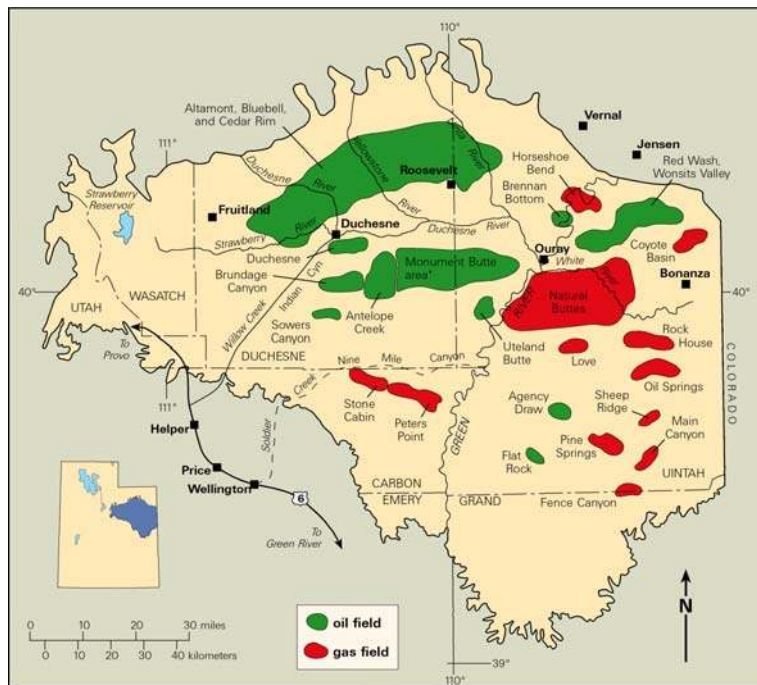 110°
Vernal
Jensen
Altamont, Bluebell,
and Cedar Rim
111°
Red Wash,
Wonsits Valley
Horseshoe
Bend
Brennan
Bottom
Yellowstone
River
River
Duchesne
River
Roosevelt
Strawberry
Reservoir
Fruitland
Duchesne
Strawberry
River
Duchesne
River
Coyote
Basin
Ouray
White
River
Bonanza
Duchesne
Brundage
Canyon
Monument Butte
area*
Antelope
Creek
Indian Cyn
Willow Creek
Sowers
Canyon
40°
40°
UTAH
WASATCH
DUCHESNE
Natural
Buttes
RIVER
GREEN
Uteland
Butte
Love
Rock
House
Oil Springs
COLORADO
To
Provo
Nine Mile Canyon
Creek
Stone
Cabin
Peters
Point
Agency
Draw
Sheep
Ridge
Main
Canyon
Pine
Springs
Flat
Rock
UINTAH
111°
Helper
Price
Wellington
Soldier
6
To
Green River
CARBON
EMERY
GRAND
Fence Canyon
0 10 20 30 miles
0 10 20 30 40 kilometers
oil field
gas field
N
39°
110°